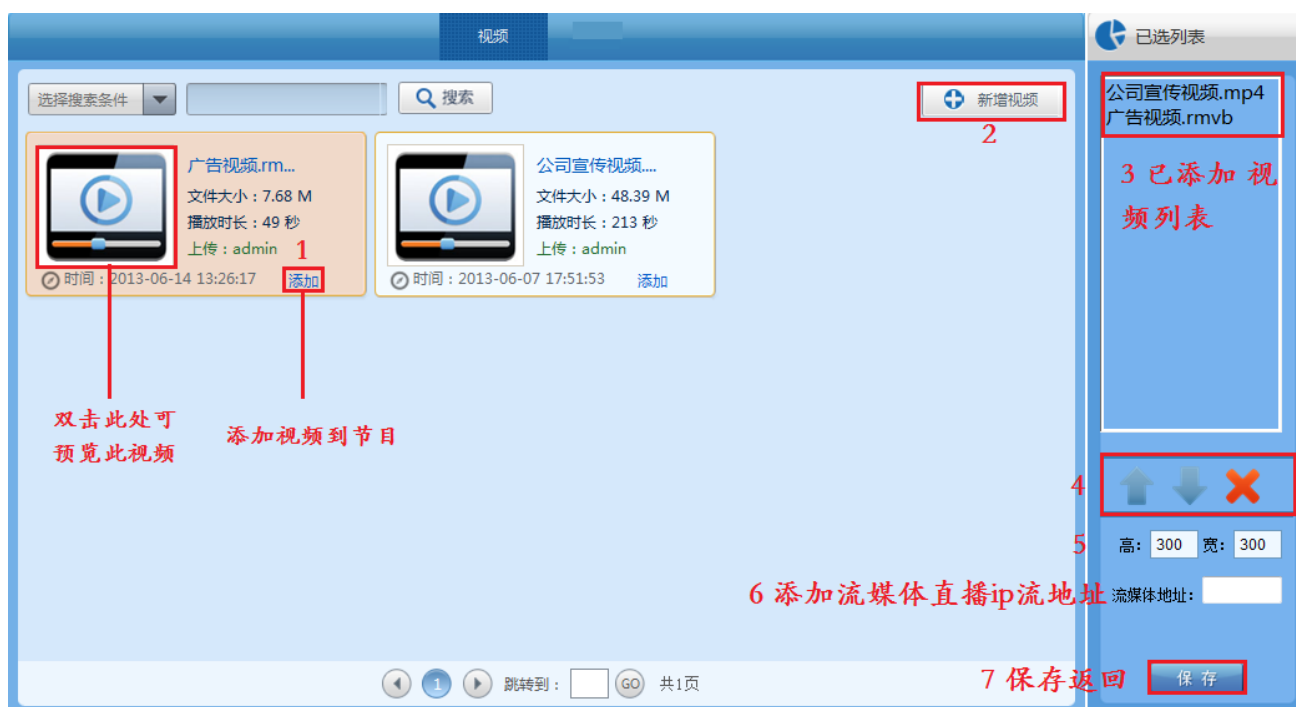 视频
已选列表
选择搜素条件
搜索
新增视频
2
公司宣传视频.mp4
广告视频.rmvb
3 已添加 视
频列表
广告视频.rm...
文件大小：7.68 M
播放时长：49 秒
上传：admin
1
时间：2013-06-14 13:26:17
添加
公司宣传视频....
文件大小：48.39 M
播放时长：213 秒
上传：admin
时间：2013-06-07 17:51:53
添加
双击此处可
预览此视频
添加视频到节目
4
5
高： 300 宽： 300
6 添加流媒体直播ip流地址
流媒体地址：
1
跳转到：
GO
共1页
7 保存返回
保 存